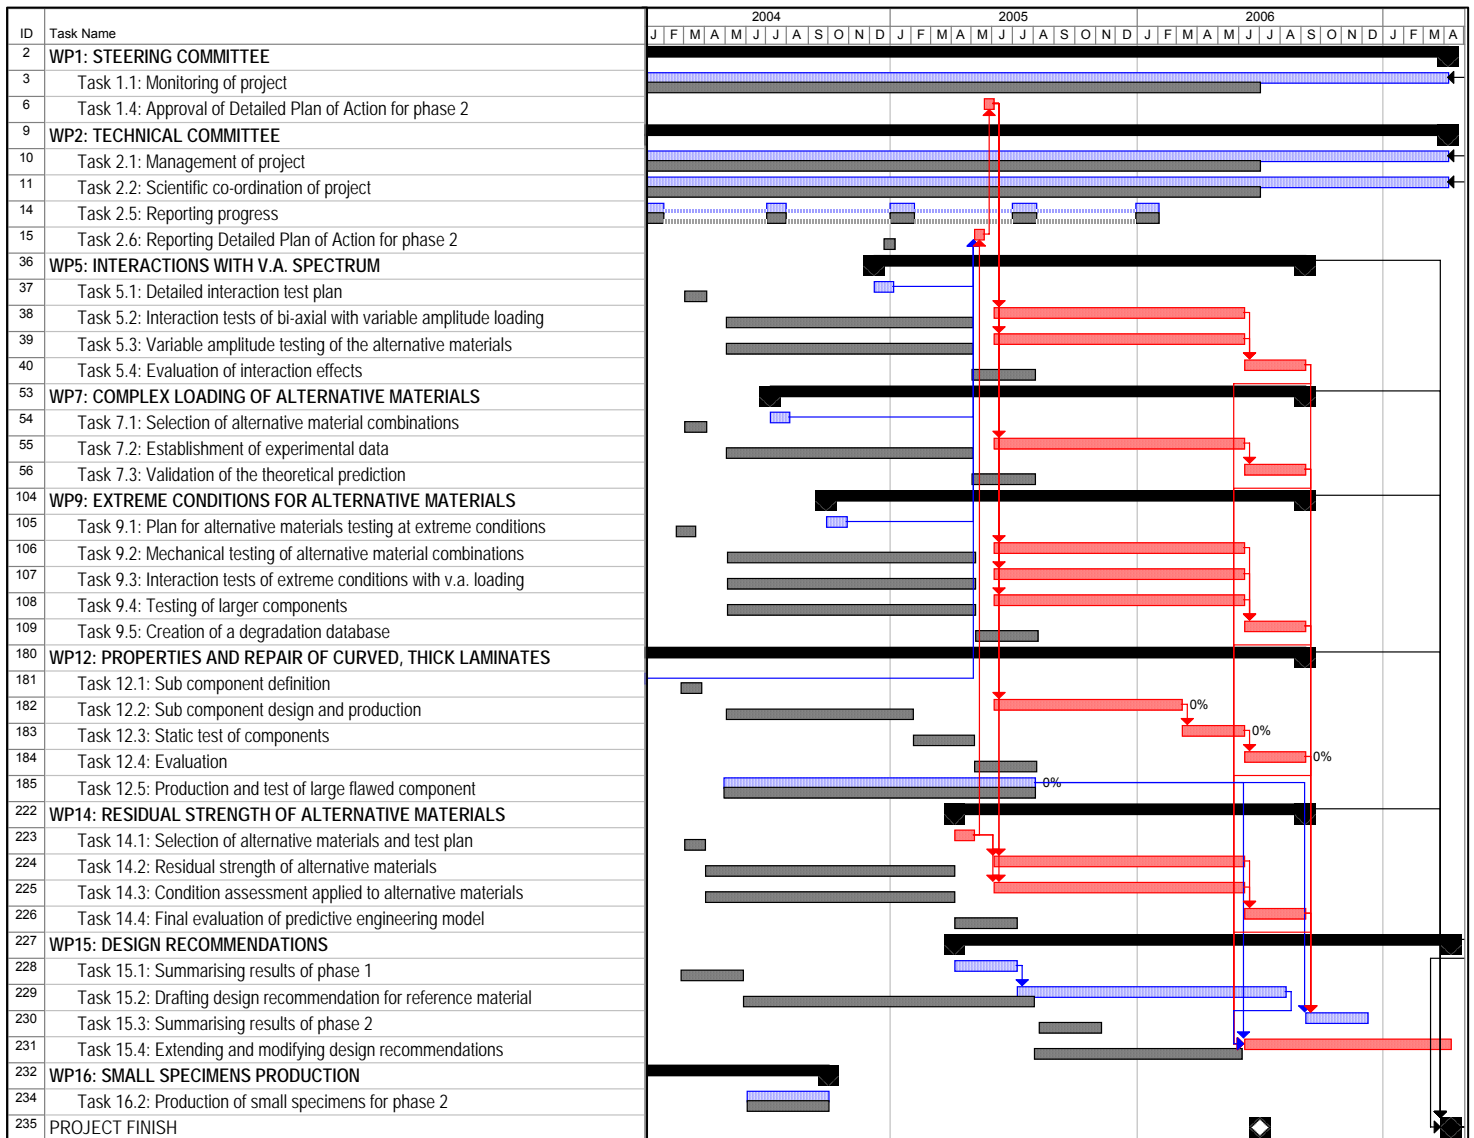 2004 2005 2006
ID Task Name J F M A M J J A S O N D J F M A M J J A S O N D J F M A M J J A S O N D J F M A
2 WP1: STEERING COMMITTEE
3 Task 1.1: Monitoring of project
6 Task 1.4: Approval of Detailed Plan of Action for phase 2
9 WP2: TECHNICAL COMMITTEE
10 Task 2.1: Management of project
11 Task 2.2: Scientific co-ordination of project
14 Task 2.5: Reporting progress
15 Task 2.6: Reporting Detailed Plan of Action for phase 2
36 WP5: INTERACTIONS WITH V.A. SPECTRUM
37 Task 5.1: Detailed interaction test plan
38 Task 5.2: Interaction tests of bi-axial with variable amplitude loading
39 Task 5.3: Variable amplitude testing of the alternative materials
40 Task 5.4: Evaluation of interaction effects
53 WP7: COMPLEX LOADING OF ALTERNATIVE MATERIALS
54 Task 7.1: Selection of alternative material combinations
55 Task 7.2: Establishment of experimental data
56 Task 7.3: Validation of the theoretical prediction
104 WP9: EXTREME CONDITIONS FOR ALTERNATIVE MATERIALS
105 Task 9.1: Plan for alternative materials testing at extreme conditions
106 Task 9.2: Mechanical testing of alternative material combinations
107 Task 9.3: Interaction tests of extreme conditions with v.a. loading
108 Task 9.4: Testing of larger components
109 Task 9.5: Creation of a degradation database
180 WP12: PROPERTIES AND REPAIR OF CURVED, THICK LAMINATES
181 Task 12.1: Sub component definition
182 Task 12.2: Sub component design and production 0%
183 Task 12.3: Static test of components 0%
184 Task 12.4: Evaluation 0%
185 Task 12.5: Production and test of large flawed component 0%
222 WP14: RESIDUAL STRENGTH OF ALTERNATIVE MATERIALS
223 Task 14.1: Selection of alternative materials and test plan
224 Task 14.2: Residual strength of alternative materials
225 Task 14.3: Condition assessment applied to alternative materials
226 Task 14.4: Final evaluation of predictive engineering model
227 WP15: DESIGN RECOMMENDATIONS
228 Task 15.1: Summarising results of phase 1
229 Task 15.2: Drafting design recommendation for reference material
230 Task 15.3: Summarising results of phase 2
231 Task 15.4: Extending and modifying design recommendations
232 WP16: SMALL SPECIMENS PRODUCTION
234 Task 16.2: Production of small specimens for phase 2
235 PROJECT FINISH